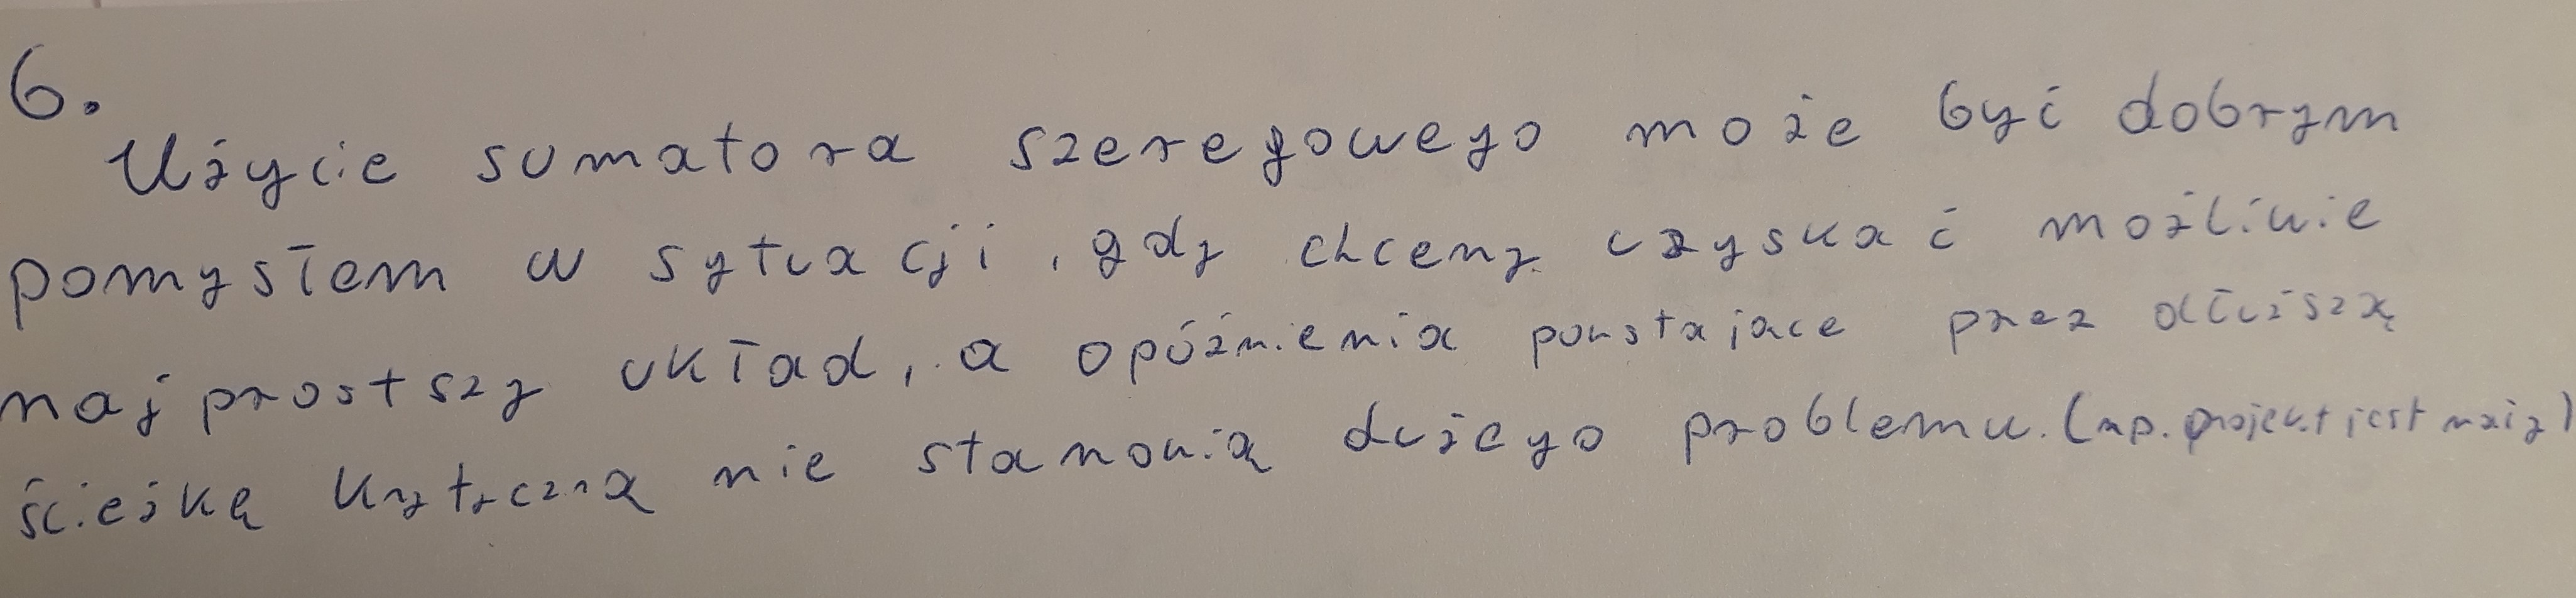 6.
Użycie sumatora szeregowego może być dobrym
pomysłem w sytuacji, gdy chcemy uzyskać możliwie
najprostszy układ, a opóźnienia powstające przez dłuższą
ścieżkę krytyczną nie stanowią dużego problemu. (np. projekt jest mały)